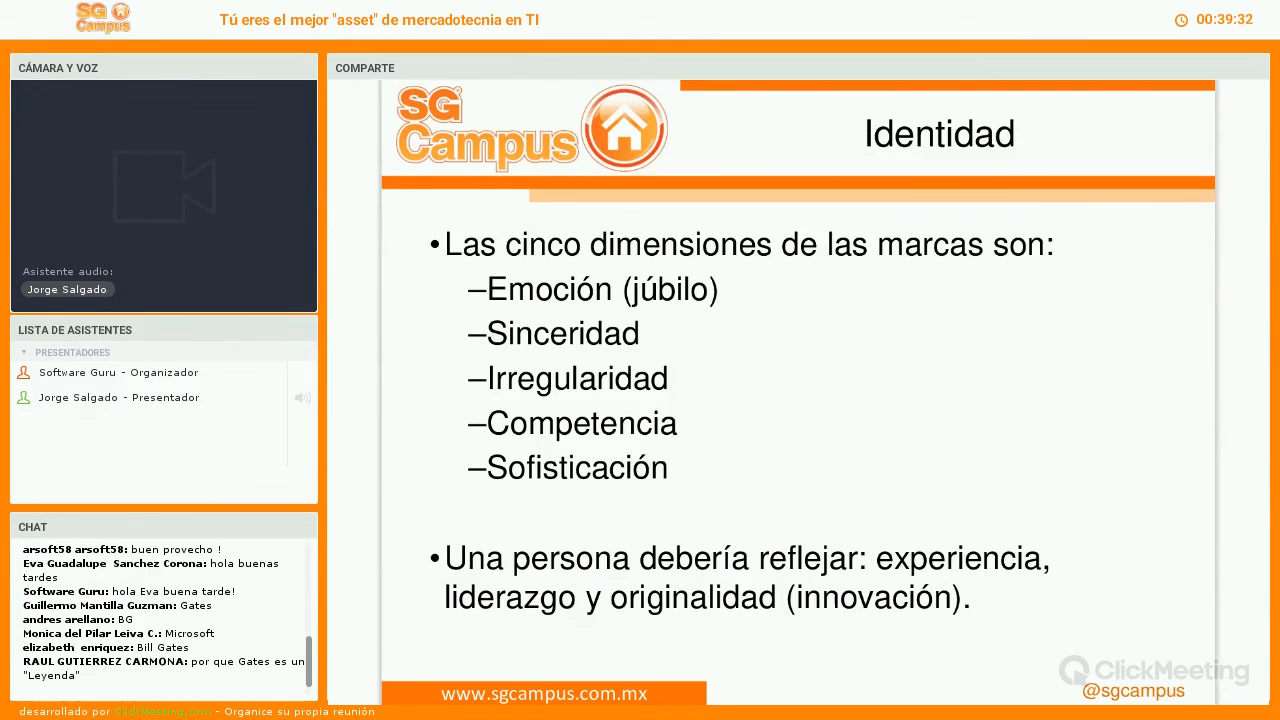 SG
Campus
Tú eres el mejor "asset" de mercadotecnia en TI
00:39:32
CÁMARA Y VOZ
Asistente audio:
Jorge Salgado
LISTA DE ASISTENTES
PRESENTADORES
Software Guru - Organizador
Jorge Salgado - Presentador
CHAT
arsoft58 arsoft58: buen provecho !
Eva Guadalupe Sanchez Corona: hola buenas
tardes
Software Guru: hola Eva buena tarde!
Guillermo Mantilla Guzman: Gates
andres arellano: BG
Monica del Pilar Leiva C.: Microsoft
elizabeth enriquez: Bill Gates
RAUL GUTIERREZ CARMONA: por que Gates es un
"Leyenda"
COMPARTE
SG
Campus
Identidad
•Las cinco dimensiones de las marcas son:
–Emoción (júbilo)
–Sinceridad
–Irregularidad
–Competencia
–Sofisticación
•Una persona debería reflejar: experiencia,
liderazgo y originalidad (innovación).
ClickMeeting
www.sgcampus.com.mx
@sgcampus
desarrollado por ClickMeeting.com - Organice su propia reunión